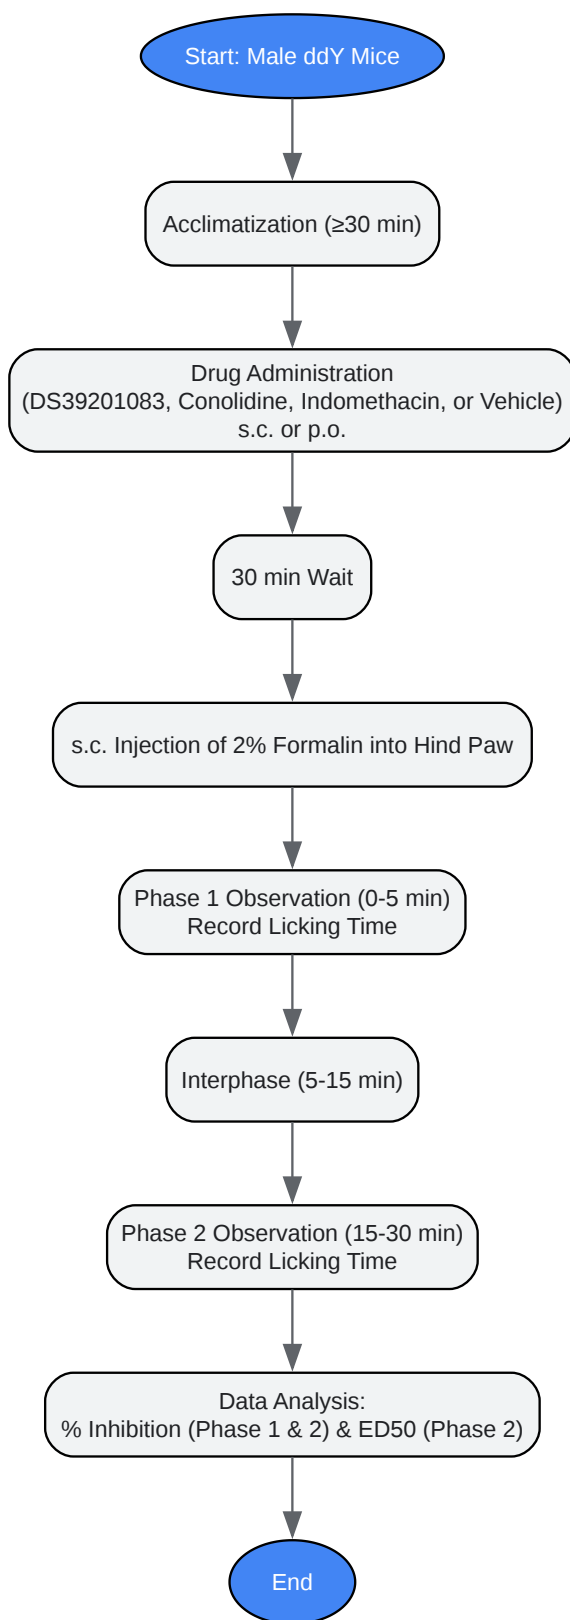 Start: Male ddY Mice
Acclimatization (≥30 min)
Drug Administration
(DS39201083, Conolidine, Indomethacin, or Vehicle)
s.c. or p.o.
30 min Wait
s.c. Injection of 2% Formalin into Hind Paw
Phase 1 Observation (0-5 min)
Record Licking Time
Interphase (5-15 min)
Phase 2 Observation (15-30 min)
Record Licking Time
Data Analysis:
% Inhibition (Phase 1 & 2) & ED50 (Phase 2)
End